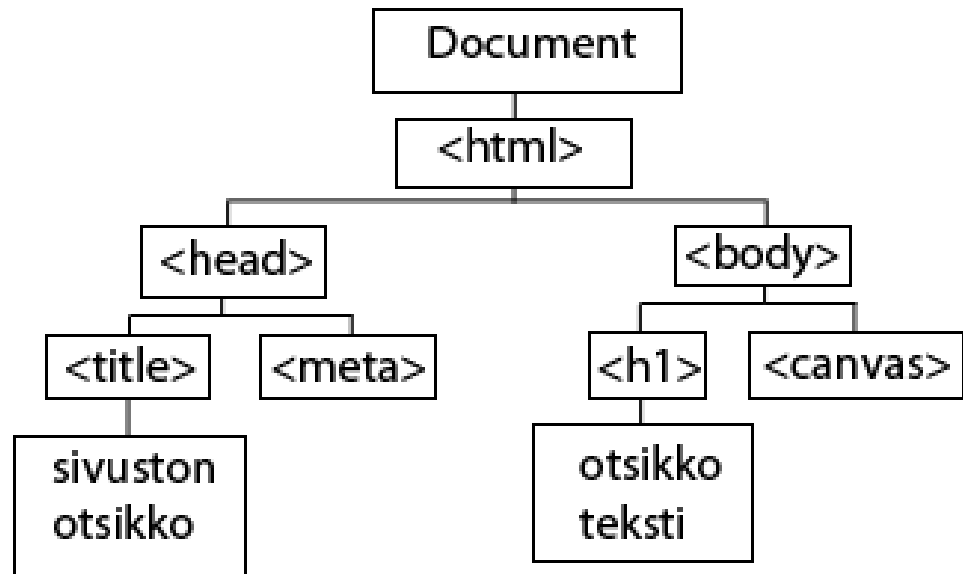 Document
<html>
<head>
<body>
<title>
<meta>
<h1>
<canvas>
sivuston
otsikko
otsikko
teksti